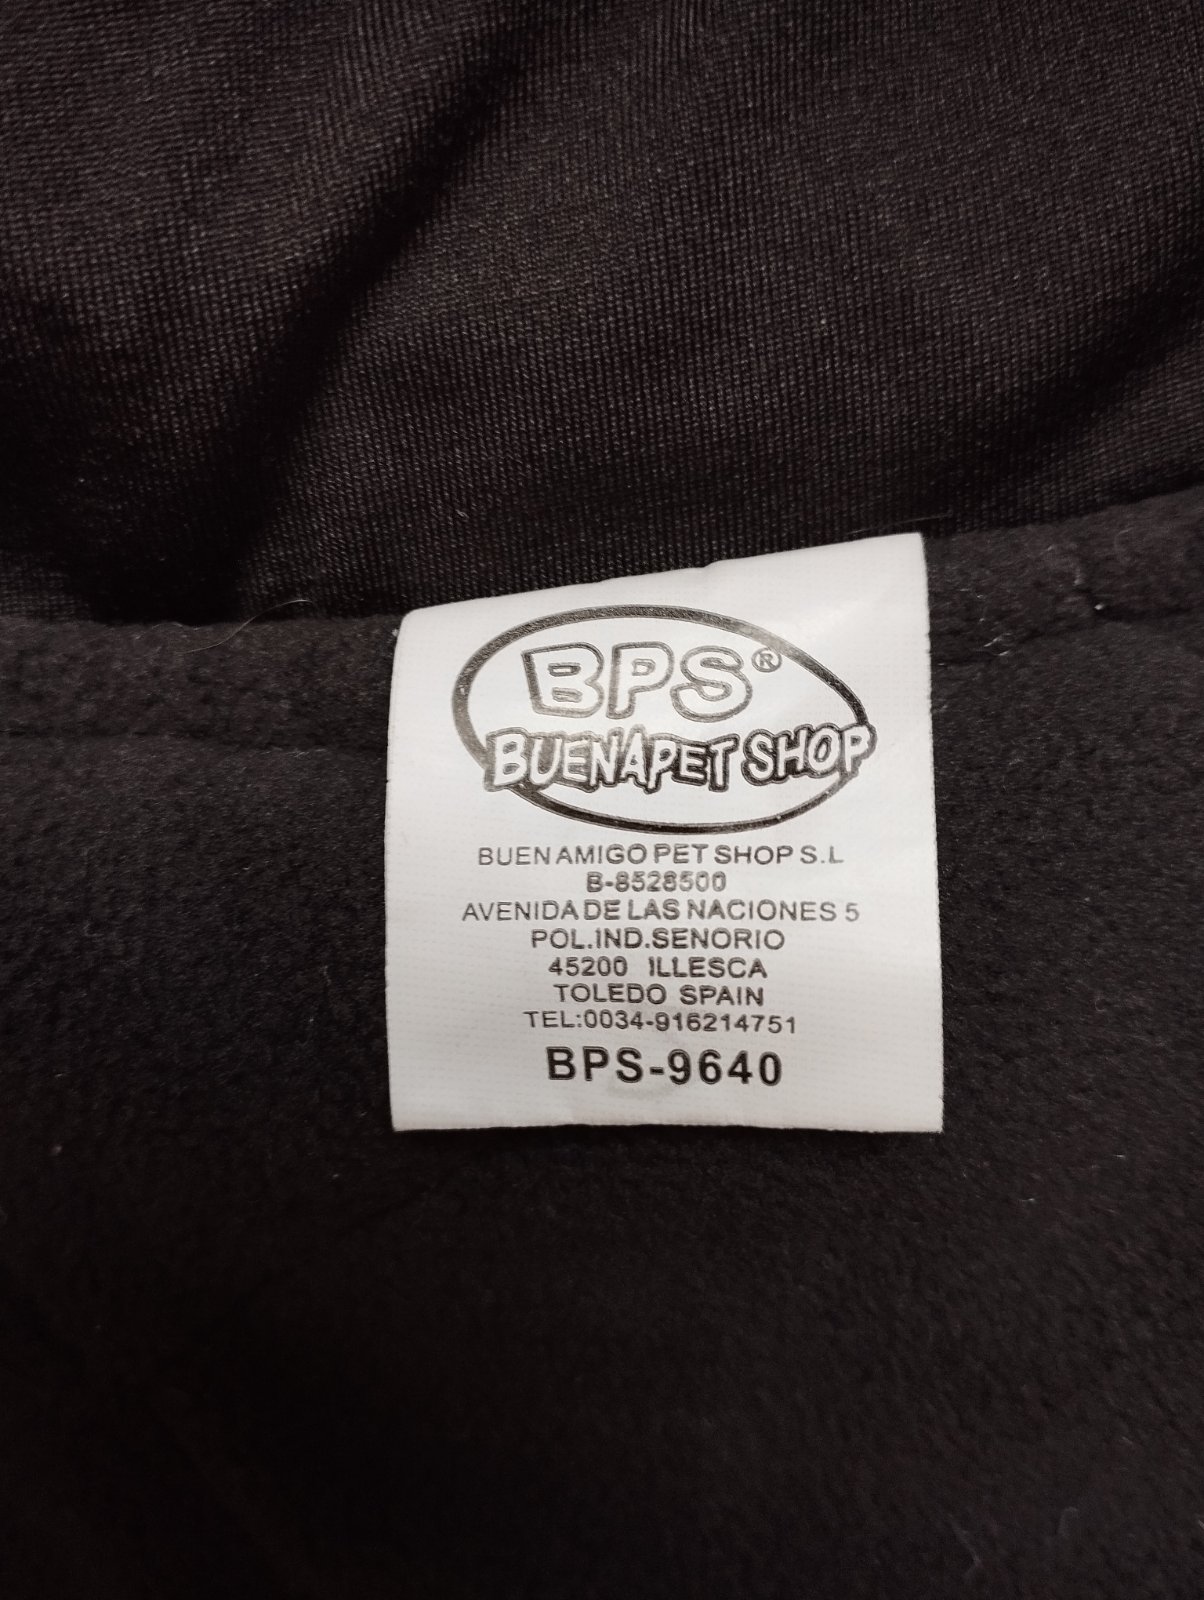 BPS®
BUENAPET SHOP
BUEN AMIGO PET SHOP S.L
B-8528500
AVENIDA DE LAS NACIONES 5
POL.IND.SENORIO
45200 ILLESCA
TOLEDO SPAIN
TEL:0034-916214751
BPS-9640